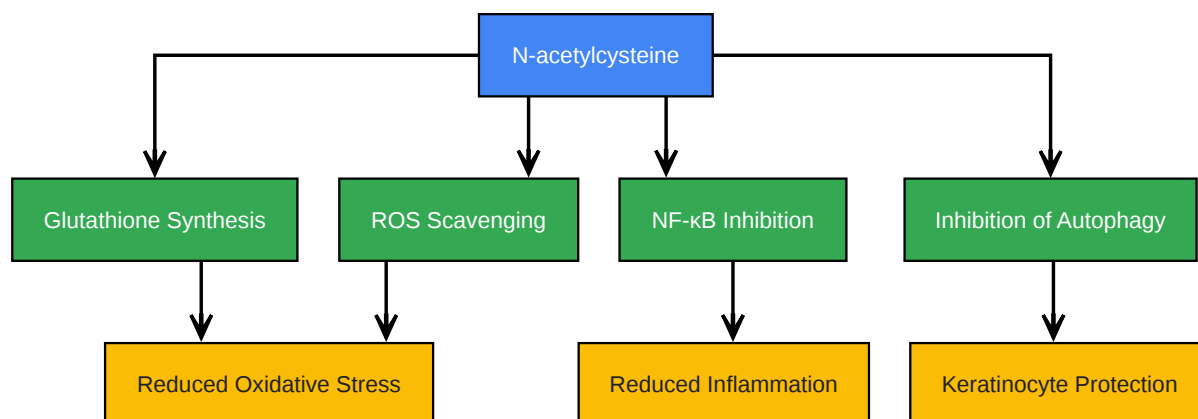 N-acetylcysteine
Glutathione Synthesis
ROS Scavenging
NF-κB Inhibition
Inhibition of Autophagy
Reduced Oxidative Stress
Reduced Inflammation
Keratinocyte Protection